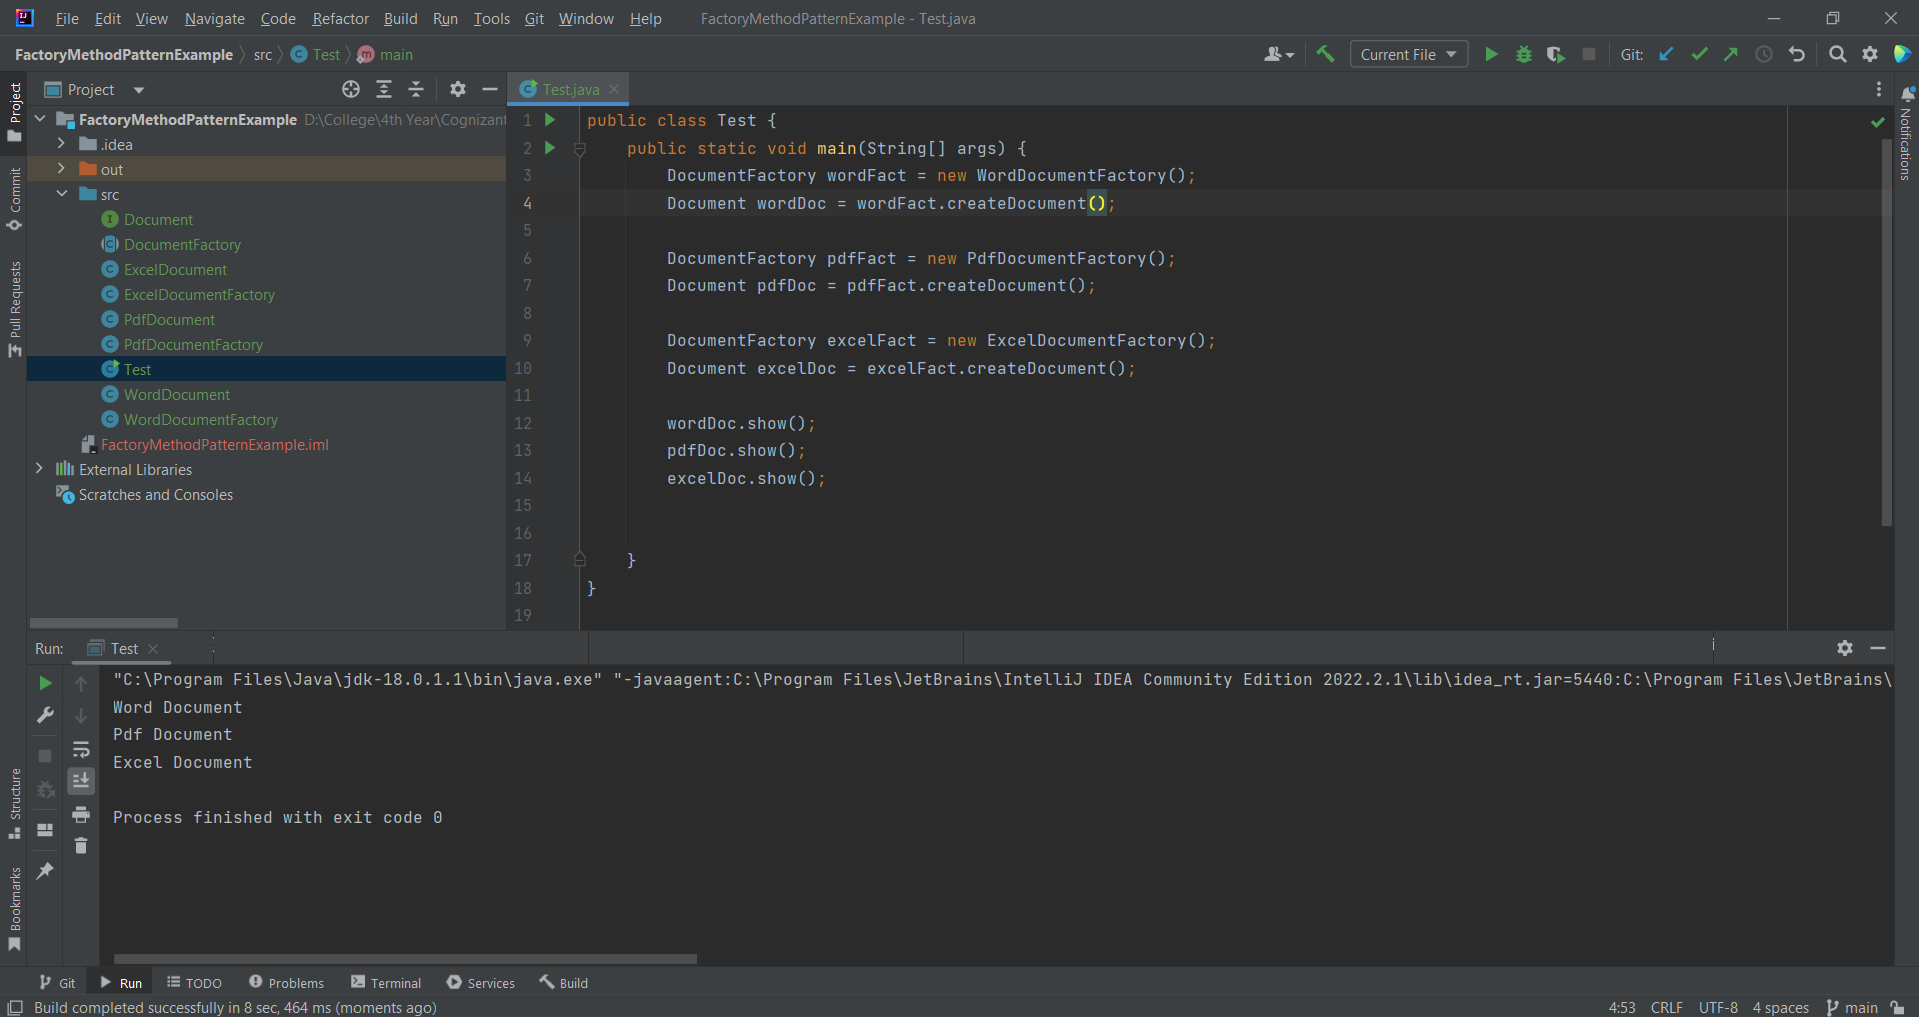 File Edit View Navigate Code Refactor Build Run Tools Git Window Help FactoryMethodPatternExample - Test.java
FactoryMethodPatternExample src Test main Current File Git:
Project
Test.java
FactoryMethodPatternExample D:\College\4th Year\Cognizant
.idea
out
src
Document
DocumentFactory
ExcelDocument
ExcelDocumentFactory
PdfDocument
PdfDocumentFactory
Test
WordDocument
WordDocumentFactory
FactoryMethodPatternExample.iml
External Libraries
Scratches and Consoles
1 public class Test {
2 public static void main(String[] args) {
3 DocumentFactory wordFact = new WordDocumentFactory();
4 Document wordDoc = wordFact.createDocument();
5
6 DocumentFactory pdfFact = new PdfDocumentFactory();
7 Document pdfDoc = pdfFact.createDocument();
8
9 DocumentFactory excelFact = new ExcelDocumentFactory();
10 Document excelDoc = excelFact.createDocument();
11
12 wordDoc.show();
13 pdfDoc.show();
14 excelDoc.show();
15
16
17 }
18 }
19
Project
Commit
Pull Requests
Structure
Bookmarks
Notifications
Run: Test
"C:\Program Files\Java\jdk-18.0.1.1\bin\java.exe" "-javaagent:C:\Program Files\JetBrains\IntelliJ IDEA Community Edition 2022.2.1\lib\idea_rt.jar=5440:C:\Program Files\JetBrains\
Word Document
Pdf Document
Excel Document
Process finished with exit code 0
Git Run TODO Problems Terminal Services Build
Build completed successfully in 8 sec, 464 ms (moments ago) 4:53 CRLF UTF-8 4 spaces main